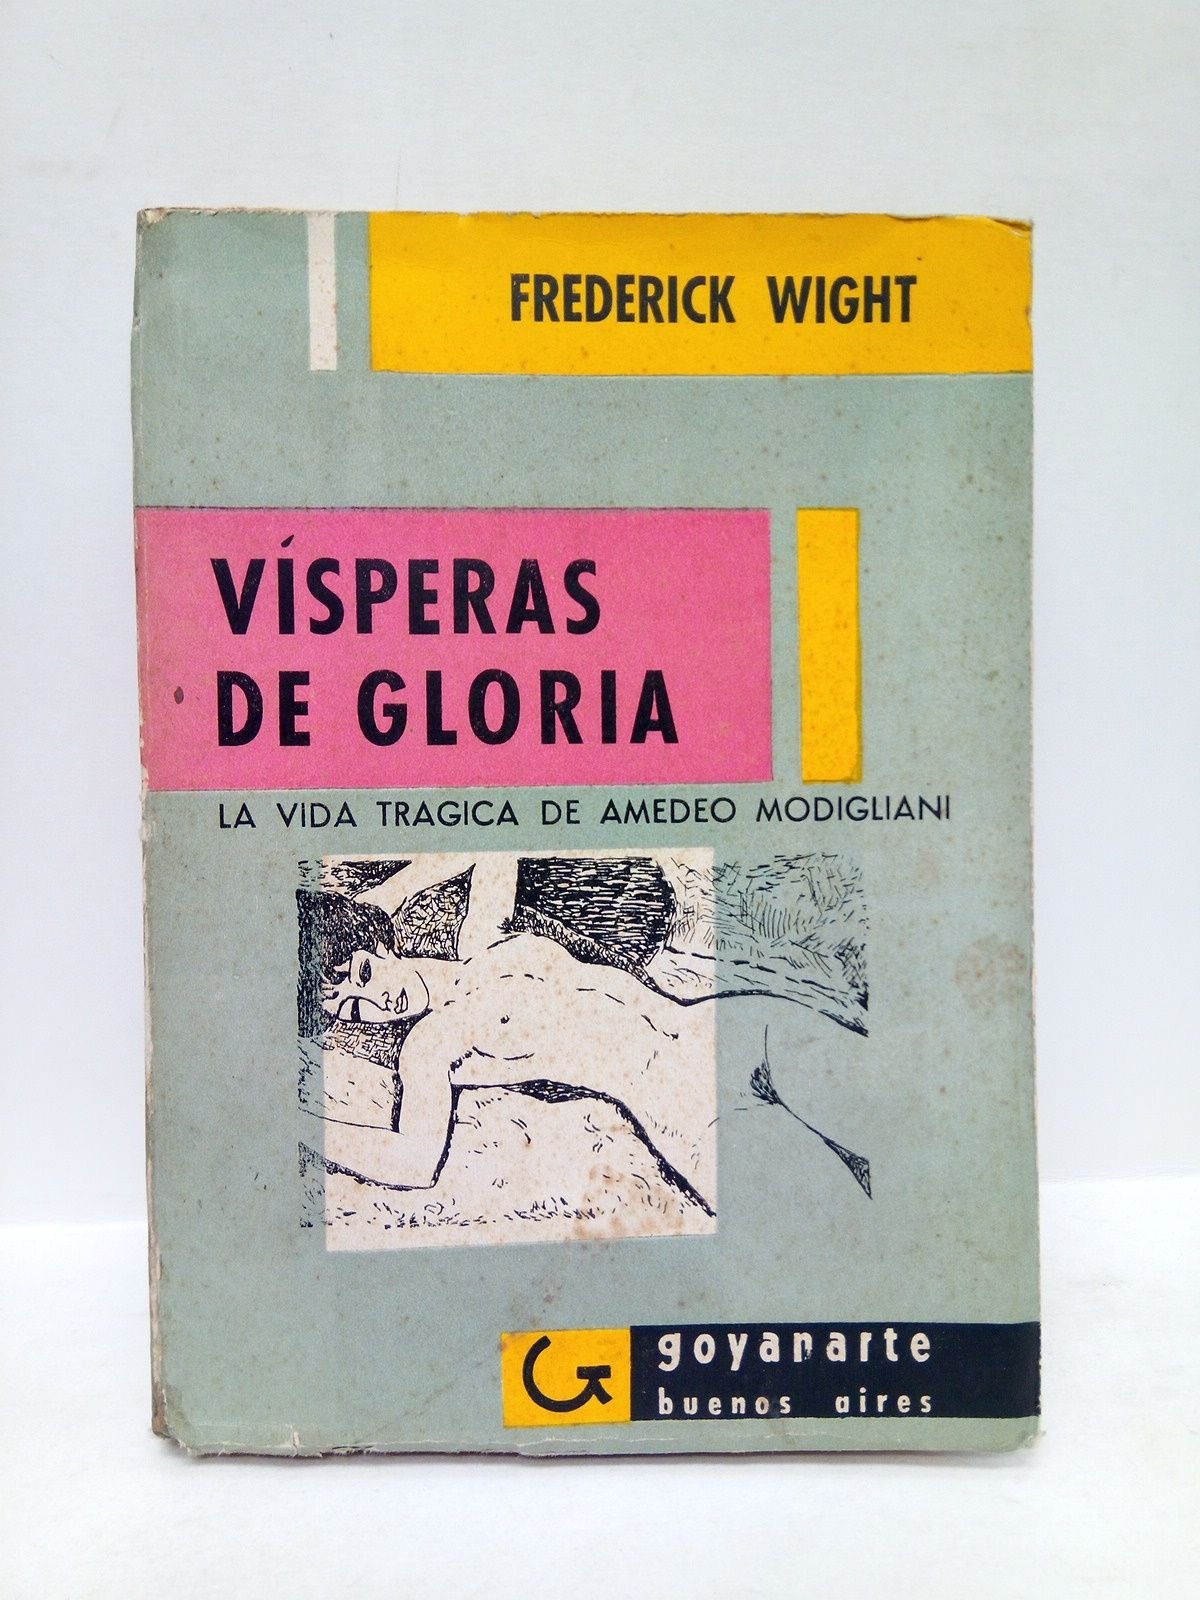 FREDERICK WIGHT
VÍSPERAS
DE GLORIA
LA VIDA TRAGICA DE AMEDEO MODIGLIANI
goyanarte
buenos aires